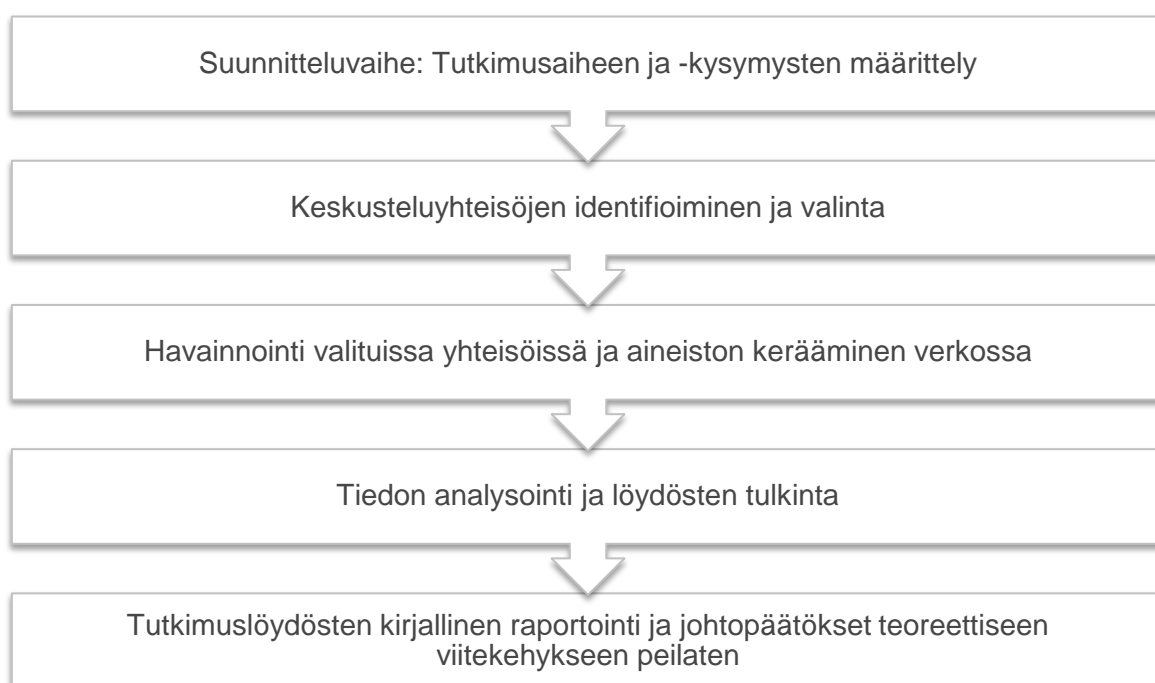 Suunnitteluvaihe: Tutkimusaiheen ja -kysymysten määrittely
Keskusteluyhteisöjen identifioiminen ja valinta
Havainnointi valituissa yhteisöissä ja aineiston kerääminen verkossa
Tiedon analysointi ja löydösten tulkinta
Tutkimuslöydösten kirjallinen raportointi ja johtopäätökset teoreettiseen
viitekehykseen peilaten